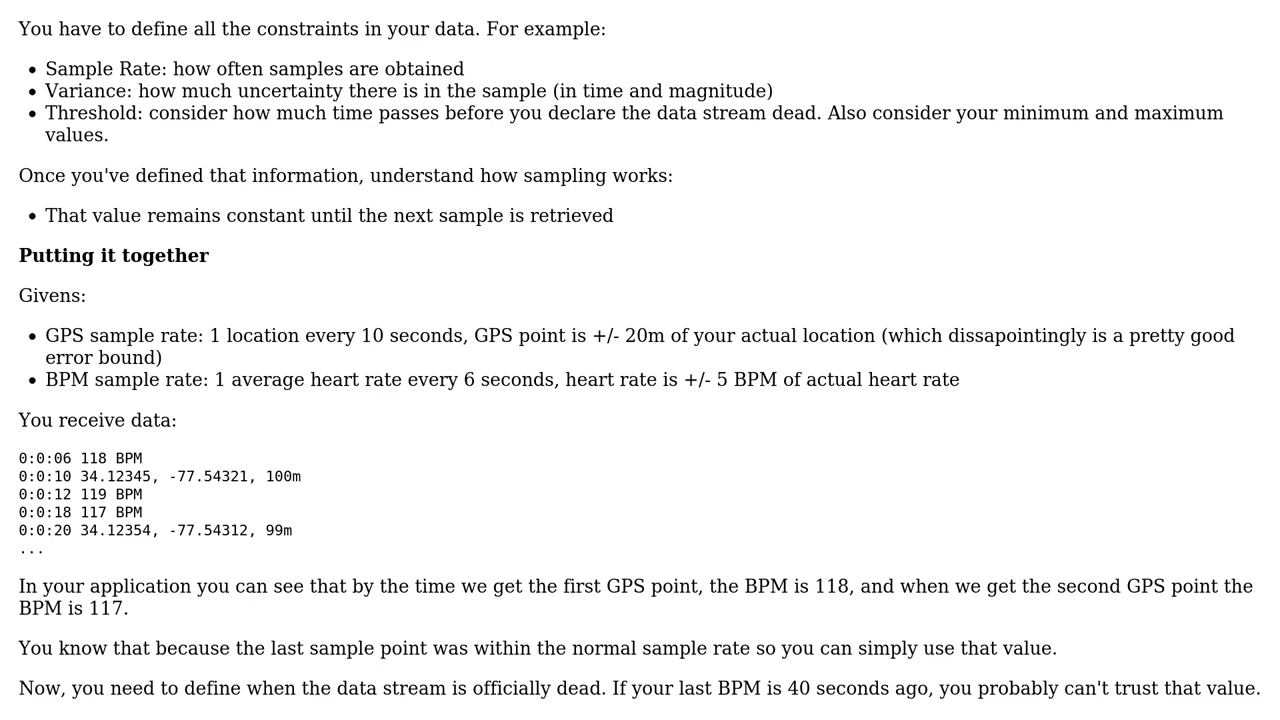 You have to define all the constraints in your data. For example:
• Sample Rate: how often samples are obtained
• Variance: how much uncertainty there is in the sample (in time and magnitude)
• Threshold: consider how much time passes before you declare the data stream dead. Also consider your minimum and maximum
values.
Once you've defined that information, understand how sampling works:
• That value remains constant until the next sample is retrieved
Putting it together
Givens:
• GPS sample rate: 1 location every 10 seconds, GPS point is +/- 20m of your actual location (which dissapointingly is a pretty good
error bound)
• BPM sample rate: 1 average heart rate every 6 seconds, heart rate is +/- 5 BPM of actual heart rate
You receive data:
0:0:06 118 BPM
0:0:10 34.12345, -77.54321, 100m
0:0:12 119 BPM
0:0:18 117 BPM
0:0:20 34.12354, -77.54312, 99m
...
In your application you can see that by the time we get the first GPS point, the BPM is 118, and when we get the second GPS point the
BPM is 117.
You know that because the last sample point was within the normal sample rate so you can simply use that value.
Now, you need to define when the data stream is officially dead. If your last BPM is 40 seconds ago, you probably can't trust that value.